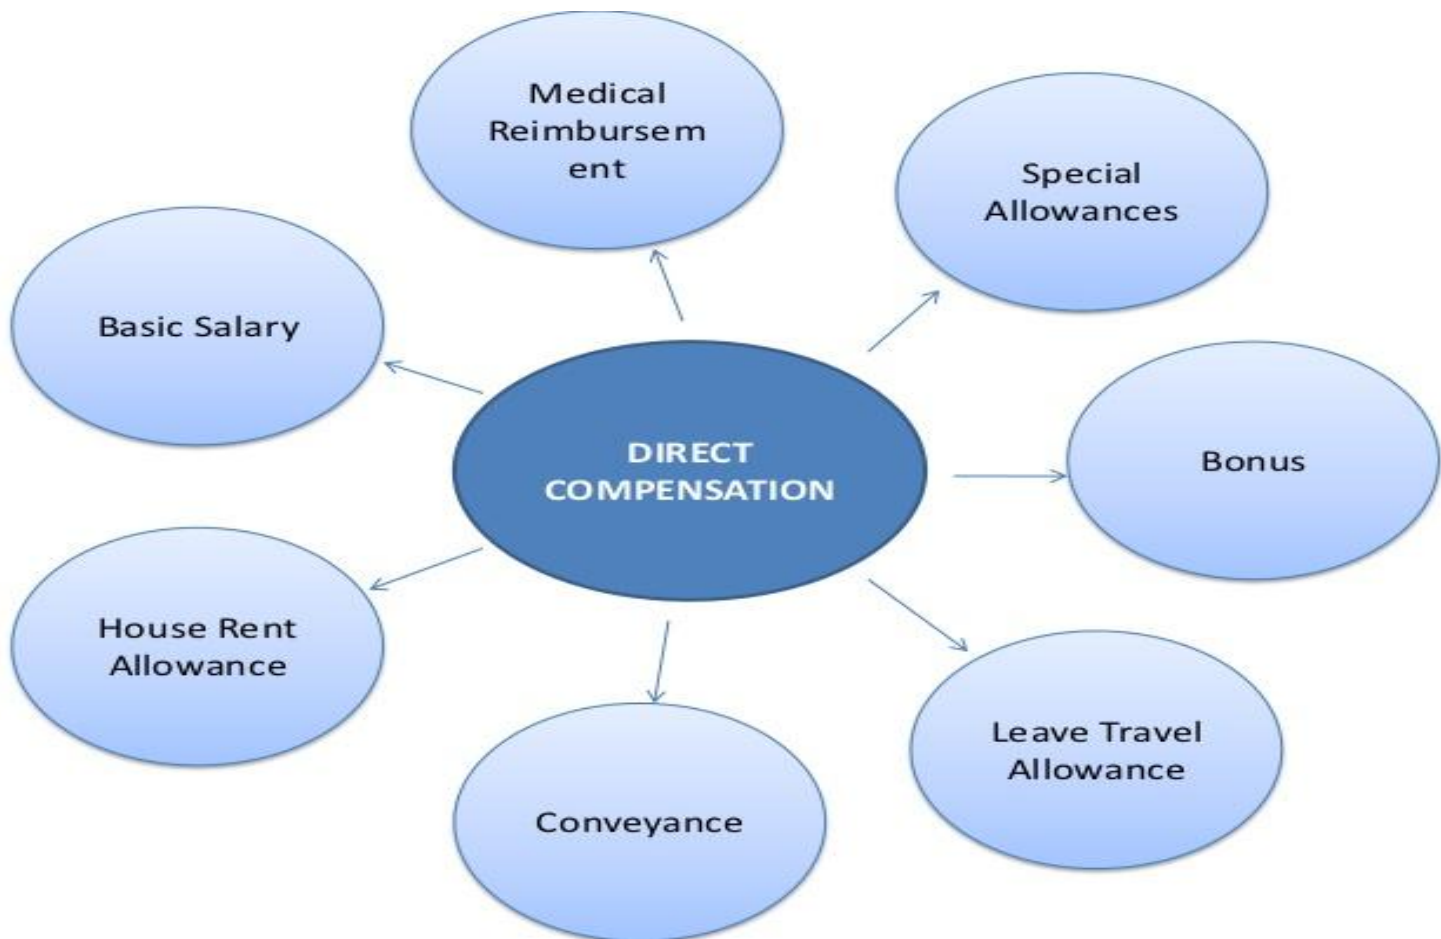 Medical
Reimbursem
ent
Special
Allowances
Basic Salary
DIRECT
COMPENSATION
Bonus
House Rent
Allowance
Leave Travel
Allowance
Conveyance